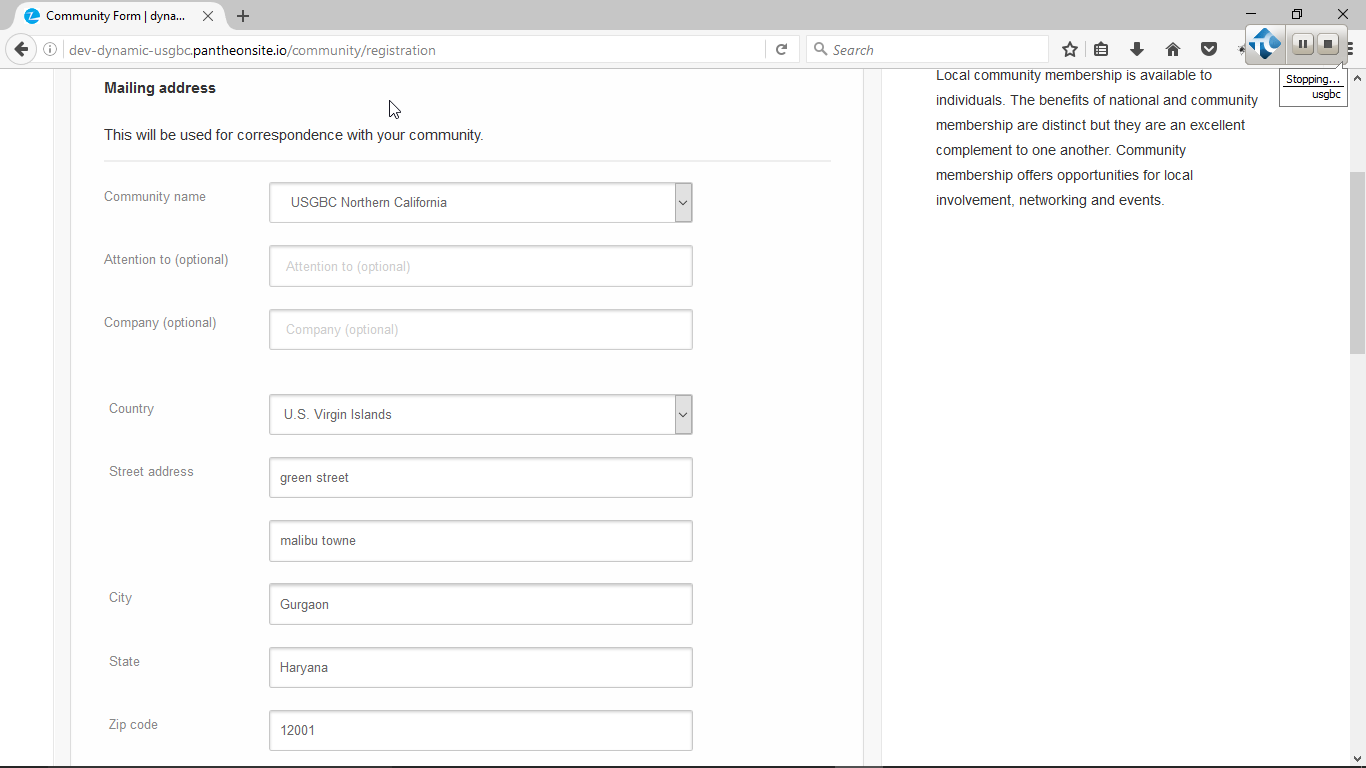 Community Form | dyna...
dev-dynamic-usgbc.pantheonsite.io/community/registration
Search
Stopping...
usgbc
Mailing address
This will be used for correspondence with your community.
Community name
USGBC Northern California
Attention to (optional)
Attention to (optional)
Company (optional)
Company (optional)
Country
U.S. Virgin Islands
Street address
green street
malibu towne
City
Gurgaon
State
Haryana
Zip code
12001
Local community membership is available to
individuals. The benefits of national and community
membership are distinct but they are an excellent
complement to one another. Community
membership offers opportunities for local
involvement, networking and events.